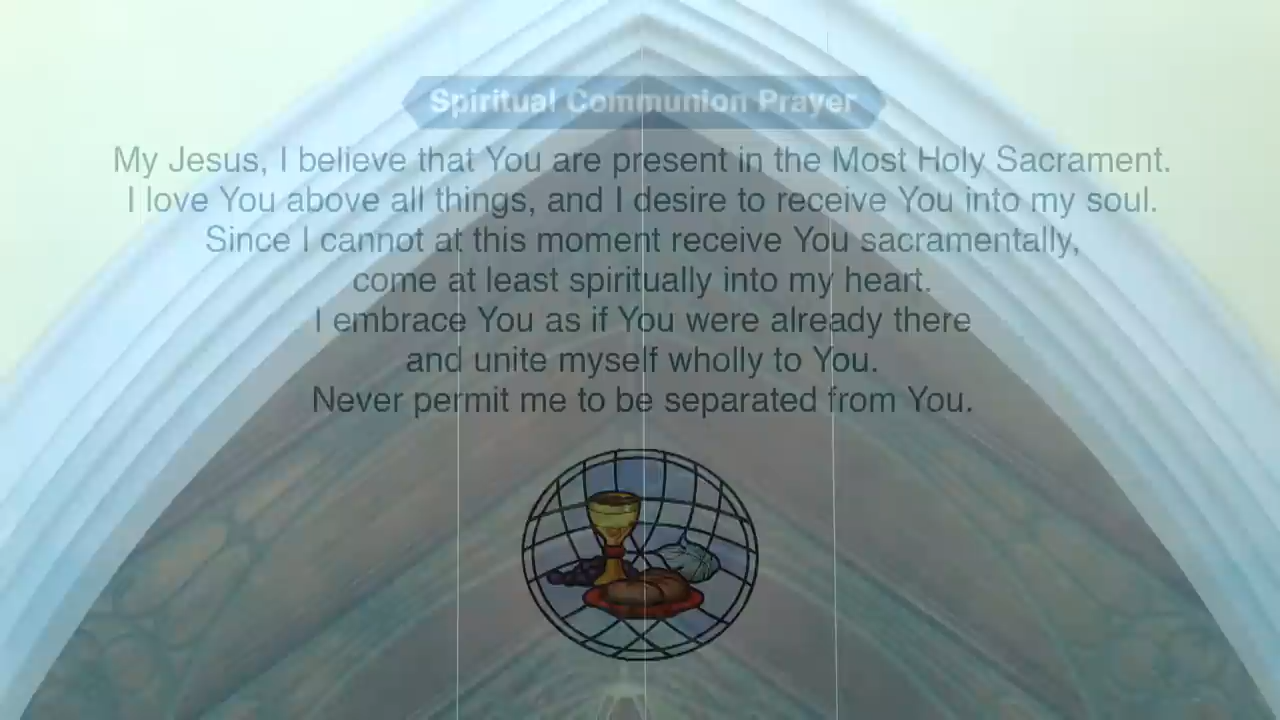 Spiritual Communion Prayer
My Jesus, I believe that You are present in the Most Holy Sacrament.
I love You above all things, and I desire to receive You into my soul.
Since I cannot at this moment receive You sacramentally,
come at least spiritually into my heart.
I embrace You as if You were already there
and unite myself wholly to You.
Never permit me to be separated from You.